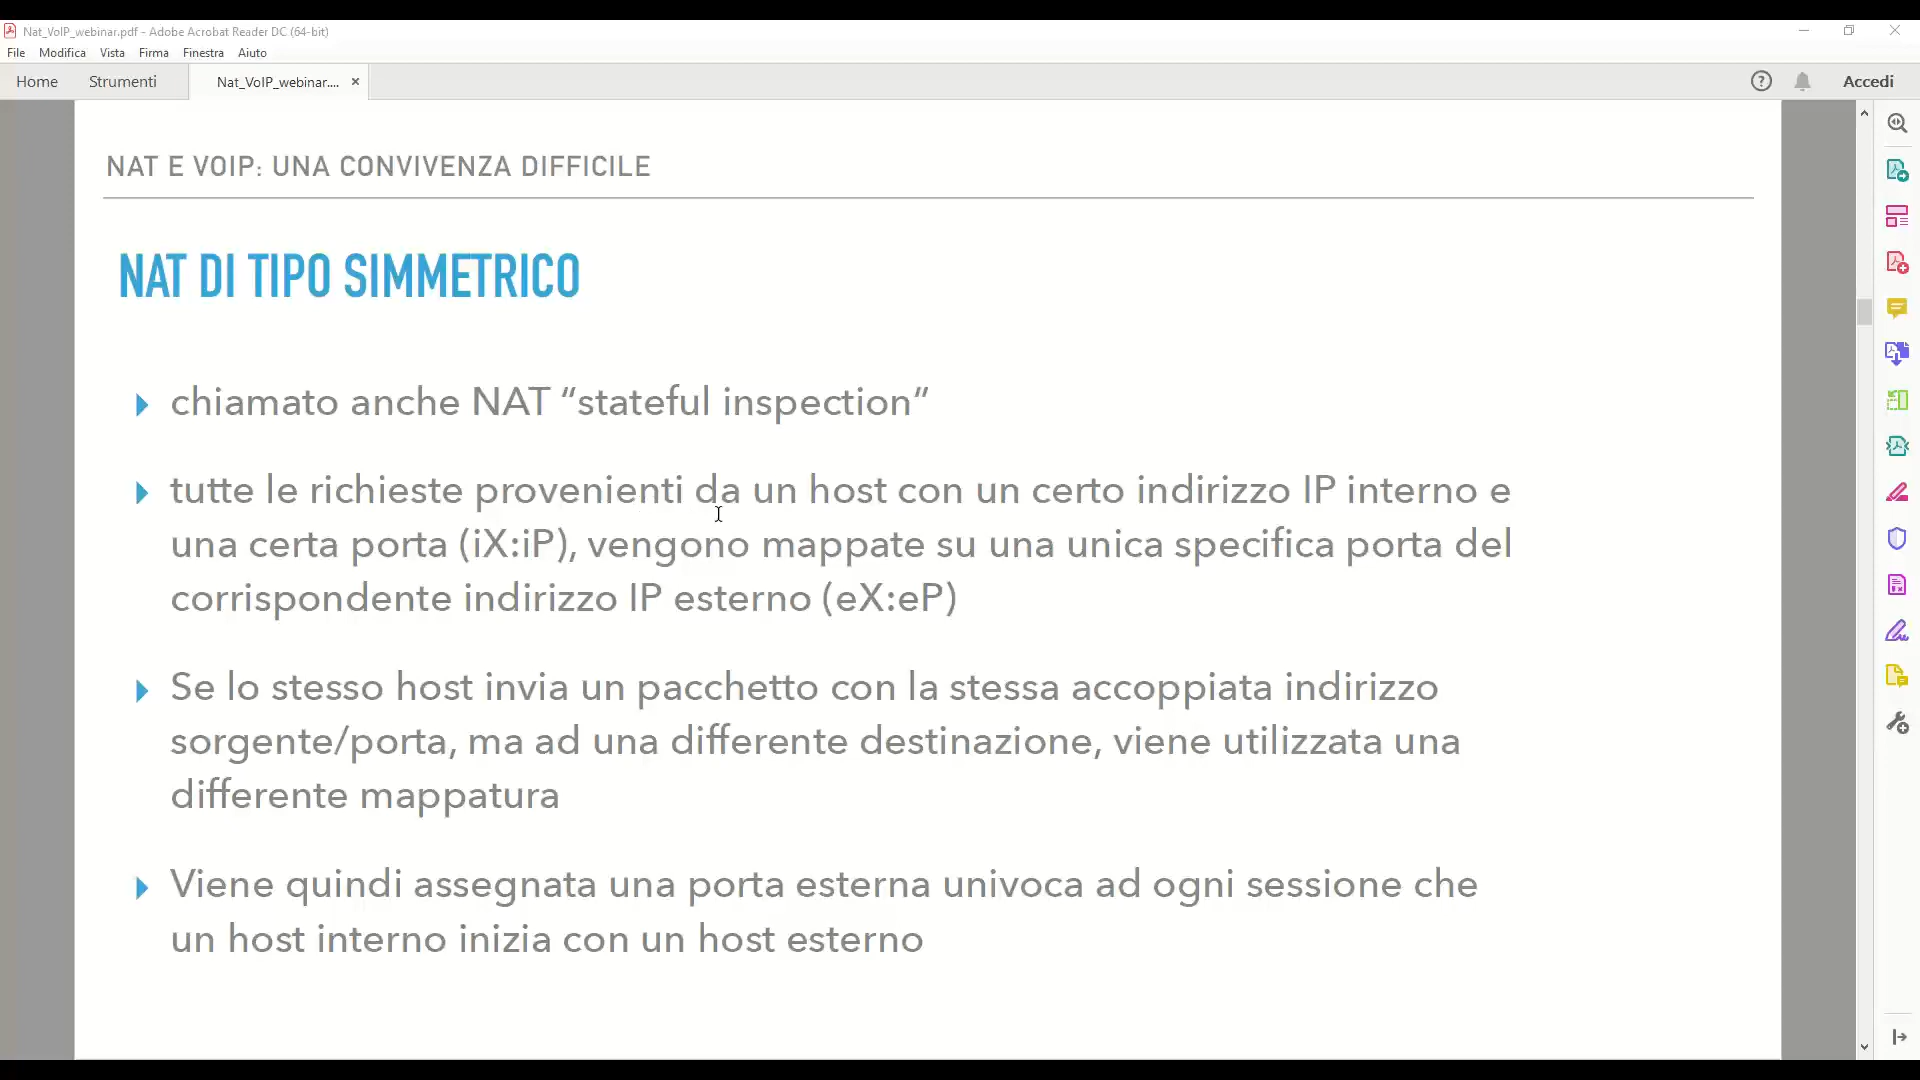 Nat_VoIP_webinar.pdf - Adobe Acrobat Reader DC (64-bit)
File Modifica Vista Firma Finestra Aiuto
Home Strumenti Nat_VoIP_webinar.... × Accedi
NAT E VOIP: UNA CONVIVENZA DIFFICILE
NAT DI TIPO SIMMETRICO
chiamato anche NAT “stateful inspection”
tutte le richieste provenienti da un host con un certo indirizzo IP interno e
una certa porta (iX:iP), vengono mappate su una unica specifica porta del
corrispondente indirizzo IP esterno (eX:eP)
Se lo stesso host invia un pacchetto con la stessa accoppiata indirizzo
sorgente/porta, ma ad una differente destinazione, viene utilizzata una
differente mappatura
Viene quindi assegnata una porta esterna univoca ad ogni sessione che
un host interno inizia con un host esterno